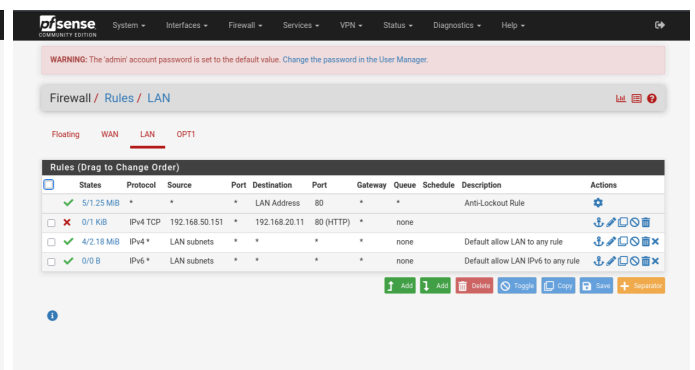 pfsense
COMMUNITY EDITION
System Interfaces Firewall Services VPN Status Diagnostics Help
WARNING: The 'admin' account password is set to the default value. Change the password in the User Manager.
Firewall / Rules / LAN
Floating WAN LAN OPT1
Rules (Drag to Change Order)
States Protocol Source Port Destination Port Gateway Queue Schedule Description Actions
5/1.25 MiB * * * LAN Address 80 * * Anti-Lockout Rule
0/1 KiB IPv4 TCP 192.168.50.151 * 192.168.20.11 80 (HTTP) * none
4/2.18 MiB IPv4 * LAN subnets * * * * none Default allow LAN to any rule
0/0 B IPv6 * LAN subnets * * * * none Default allow LAN IPv6 to any rule
Add Add Delete Toggle Copy Save Separator